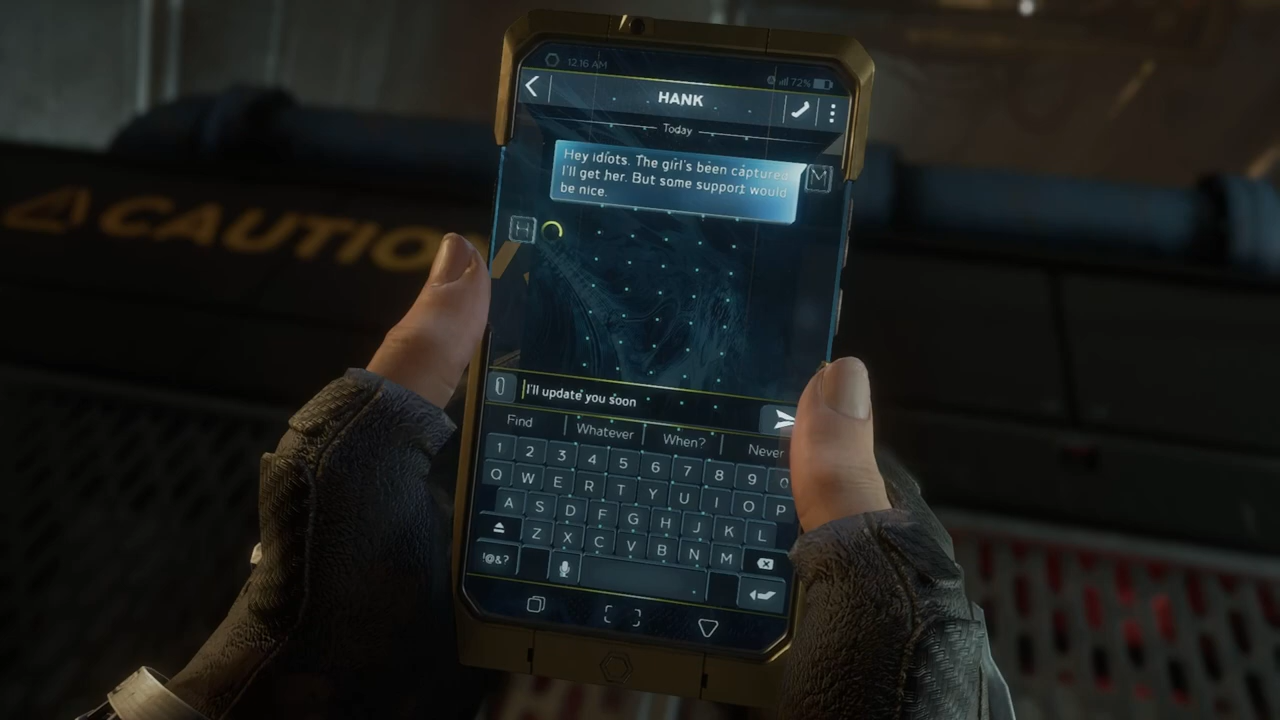 12.16 AM
72%
HANK
Today
Hey idiots. The girl's been captured
I'll get her. But some support would
be nice.
M
H
CAUTIO
I'll update you soon
Find Whatever When? Never
1 2 3 4 5 6 7 8 9 0
Q W E R T Y U I O P
A S D F G H J K L
Z X C V B N M
!@&?